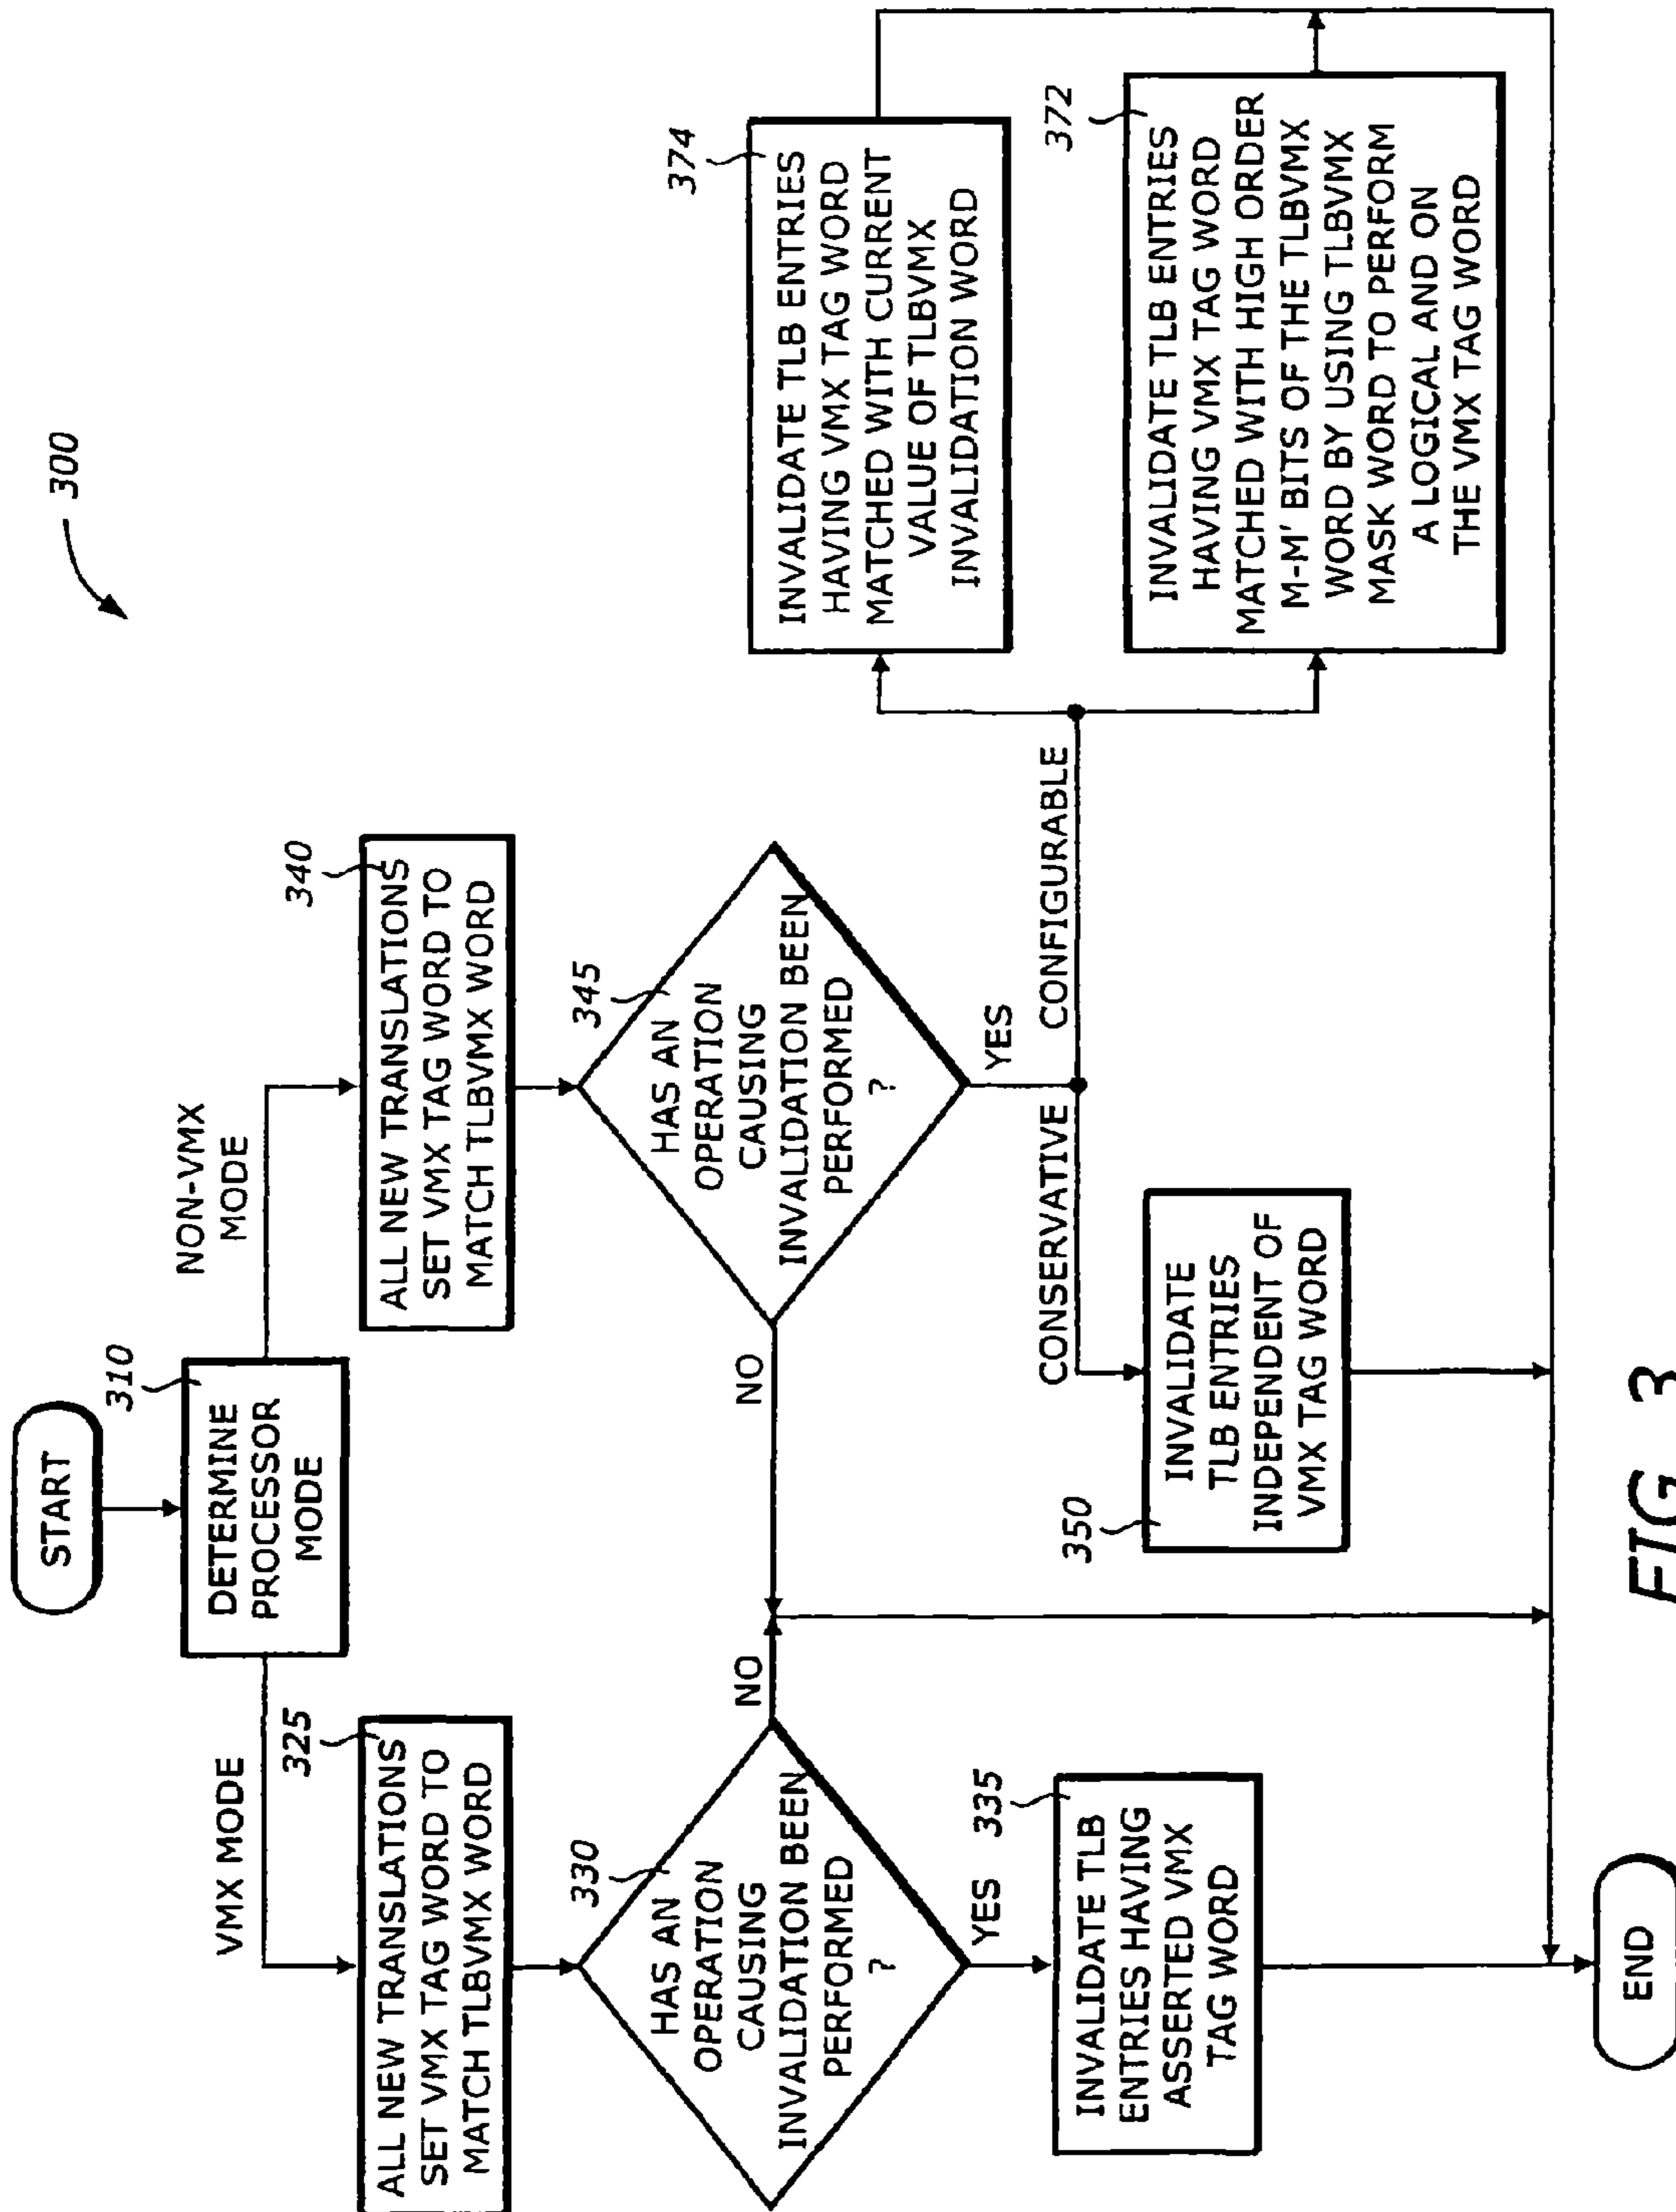 300
START
310
DETERMINE
PROCESSOR
MODE
VMX MODE
NON-VMX
MODE
325
ALL NEW TRANSLATIONS
SET VMX TAG WORD TO
MATCH TLBVMX WORD
340
ALL NEW TRANSLATIONS
SET VMX TAG WORD TO
MATCH TLBVMX WORD
330
HAS AN
OPERATION
CAUSING
INVALIDATION BEEN
PERFORMED
?
NO
YES
345
HAS AN
OPERATION
CAUSING
INVALIDATION BEEN
PERFORMED
?
NO
YES
CONSERVATIVE
CONFIGURABLE
335
INVALIDATE TLB
ENTRIES HAVING
ASSERTED VMX
TAG WORD
350
INVALIDATE
TLB ENTRIES
INDEPENDENT OF
VMX TAG WORD
374
INVALIDATE TLB ENTRIES
HAVING VMX TAG WORD
MATCHED WITH CURRENT
VALUE OF TLBVMX
INVALIDATION WORD
372
INVALIDATE TLB ENTRIES
HAVING VMX TAG WORD
MATCHED WITH HIGH ORDER
M-M' BITS OF THE TLBVMX
WORD BY USING TLBVMX
MASK WORD TO PERFORM
A LOGICAL AND ON
THE VMX TAG WORD
END
FIG. 3